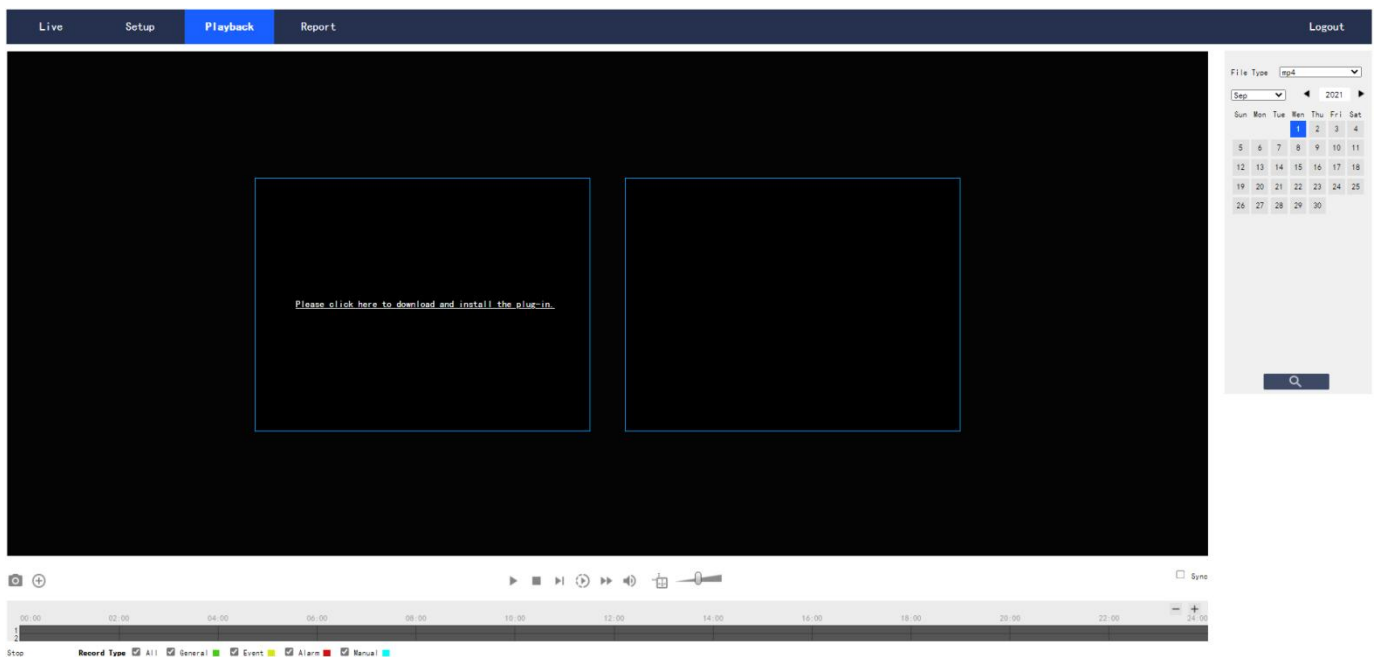 Live Setup Playback Report Logout
File Type mp4
Sep 2021
Sun Mon Tue Wen Thu Fri Sat
1 2 3 4
5 6 7 8 9 10 11
12 13 14 15 16 17 18
19 20 21 22 23 24 25
26 27 28 29 30
Please click here to download and install the plug-in.
Sync
00:00 02:00 04:00 06:00 08:00 10:00 12:00 14:00 16:00 18:00 20:00 22:00 24:00
1
2
Stop Record Type All General Event Alarm Manual